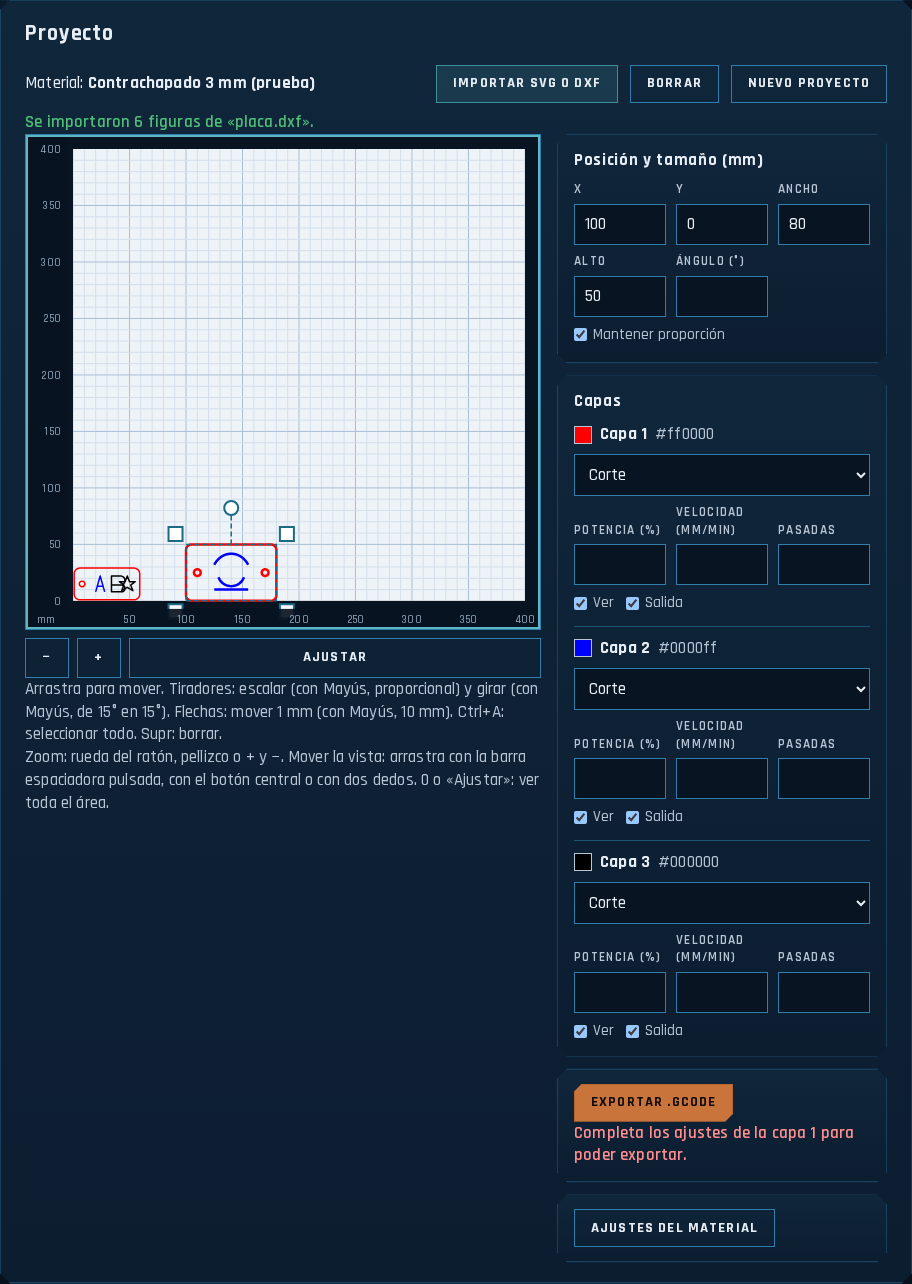 Proyecto
Material: Contrachapado 3 mm (prueba)
IMPORTAR SVG O DXF
BORRAR
NUEVO PROYECTO
Se importaron 6 figuras de «placa.dxf».
400
350
300
250
200
150
100
50
0
A B
mm 50 100 150 200 250 300 350 400
−
+
AJUSTAR
Arrastra para mover. Tiradores: escalar (con Mayús, proporcional) y girar (con
Mayús, de 15° en 15°). Flechas: mover 1 mm (con Mayús, 10 mm). Ctrl+A:
seleccionar todo. Supr: borrar.
Zoom: rueda del ratón, pellizco o + y −. Mover la vista: arrastra con la barra
espaciadora pulsada, con el botón central o con dos dedos. 0 o «Ajustar»: ver
toda el área.
Posición y tamaño (mm)
X Y ANCHO
100 0 80
ALTO ÁNGULO (°)
50
Mantener proporción
Capas
Capa 1 #ff0000
Corte
VELOCIDAD
POTENCIA (%) (MM/MIN) PASADAS
Ver Salida
Capa 2 #0000ff
Corte
VELOCIDAD
POTENCIA (%) (MM/MIN) PASADAS
Ver Salida
Capa 3 #000000
Corte
VELOCIDAD
POTENCIA (%) (MM/MIN) PASADAS
Ver Salida
EXPORTAR .GCODE
Completa los ajustes de la capa 1 para
poder exportar.
AJUSTES DEL MATERIAL